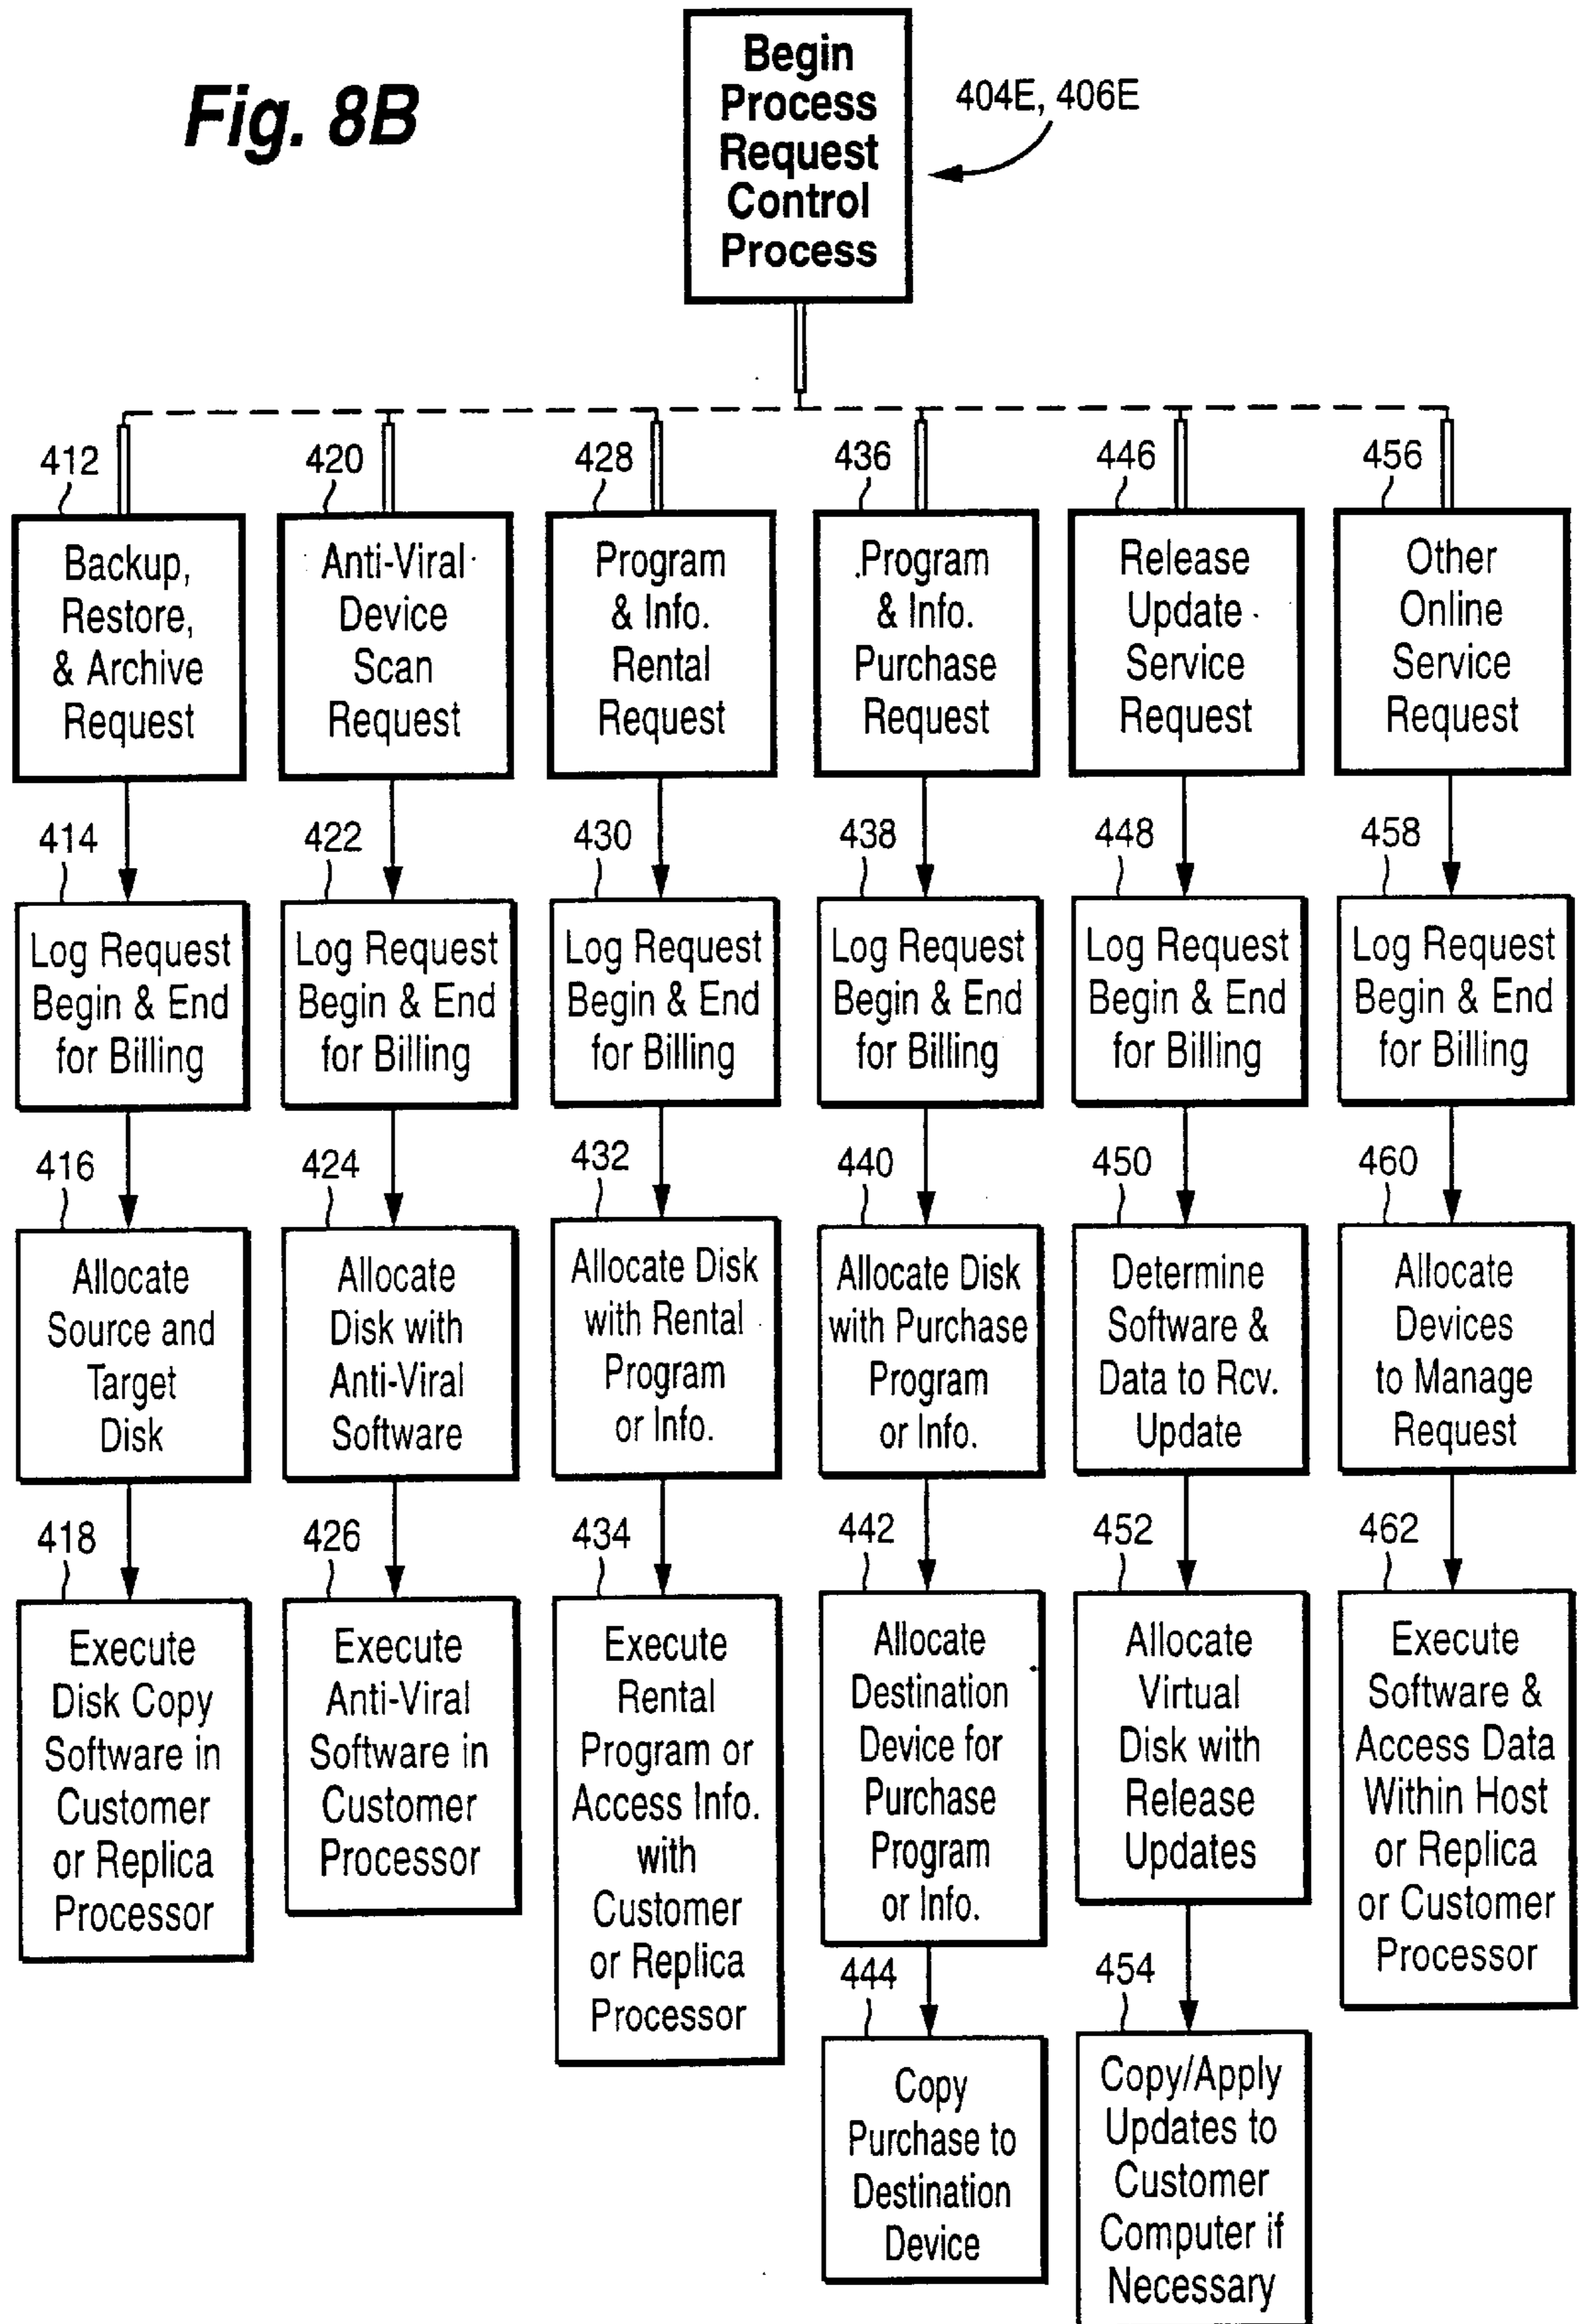 Fig. 8B
Begin
Process
Request
Control
Process
404E, 406E
412
Backup,
Restore,
& Archive
Request
414
Log Request
Begin & End
for Billing
416
Allocate
Source and
Target
Disk
418
Execute
Disk Copy
Software in
Customer
or Replica
Processor
420
Anti-Viral
Device
Scan
Request
422
Log Request
Begin & End
for Billing
424
Allocate
Disk with
Anti-Viral
Software
426
Execute
Anti-Viral
Software in
Customer
Processor
428
Program
& Info.
Rental
Request
430
Log Request
Begin & End
for Billing
432
Allocate Disk
with Rental
Program
or Info.
434
Execute
Rental
Program or
Access Info.
with
Customer
or Replica
Processor
436
Program
& Info.
Purchase
Request
438
Log Request
Begin & End
for Billing
440
Allocate Disk
with Purchase
Program
or Info.
442
Allocate
Destination
Device for
Purchase
Program
or Info.
444
Copy
Purchase to
Destination
Device
446
Release
Update
Service
Request
448
Log Request
Begin & End
for Billing
450
Determine
Software &
Data to Rcv.
Update
452
Allocate
Virtual
Disk with
Release
Updates
454
Copy/Apply
Updates to
Customer
Computer if
Necessary
456
Other
Online
Service
Request
458
Log Request
Begin & End
for Billing
460
Allocate
Devices
to Manage
Request
462
Execute
Software &
Access Data
Within Host
or Replica
or Customer
Processor